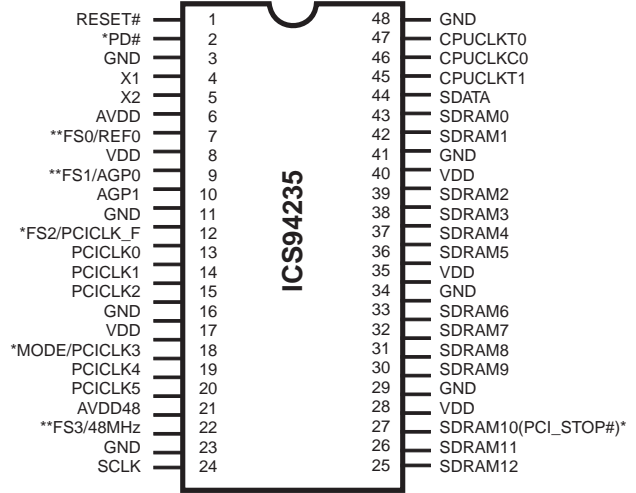 RESET# 1 48 GND
*PD# 2 47 CPUCLKT0
GND 3 46 CPUCLKC0
X1 4 45 CPUCLKT1
X2 5 44 SDATA
AVDD 6 43 SDRAM0
**FS0/REF0 7 42 SDRAM1
VDD 8 41 GND
**FS1/AGP0 9 40 VDD
AGP1 10 39 SDRAM2
GND 11 38 SDRAM3
*FS2/PCICLK_F 12 37 SDRAM4
PCICLK0 13 36 SDRAM5
PCICLK1 14 35 VDD
PCICLK2 15 34 GND
GND 16 33 SDRAM6
VDD 17 32 SDRAM7
*MODE/PCICLK3 18 31 SDRAM8
PCICLK4 19 30 SDRAM9
PCICLK5 20 29 GND
AVDD48 21 28 VDD
**FS3/48MHz 22 27 SDRAM10(PCI_STOP#)*
GND 23 26 SDRAM11
SCLK 24 25 SDRAM12
ICS94235